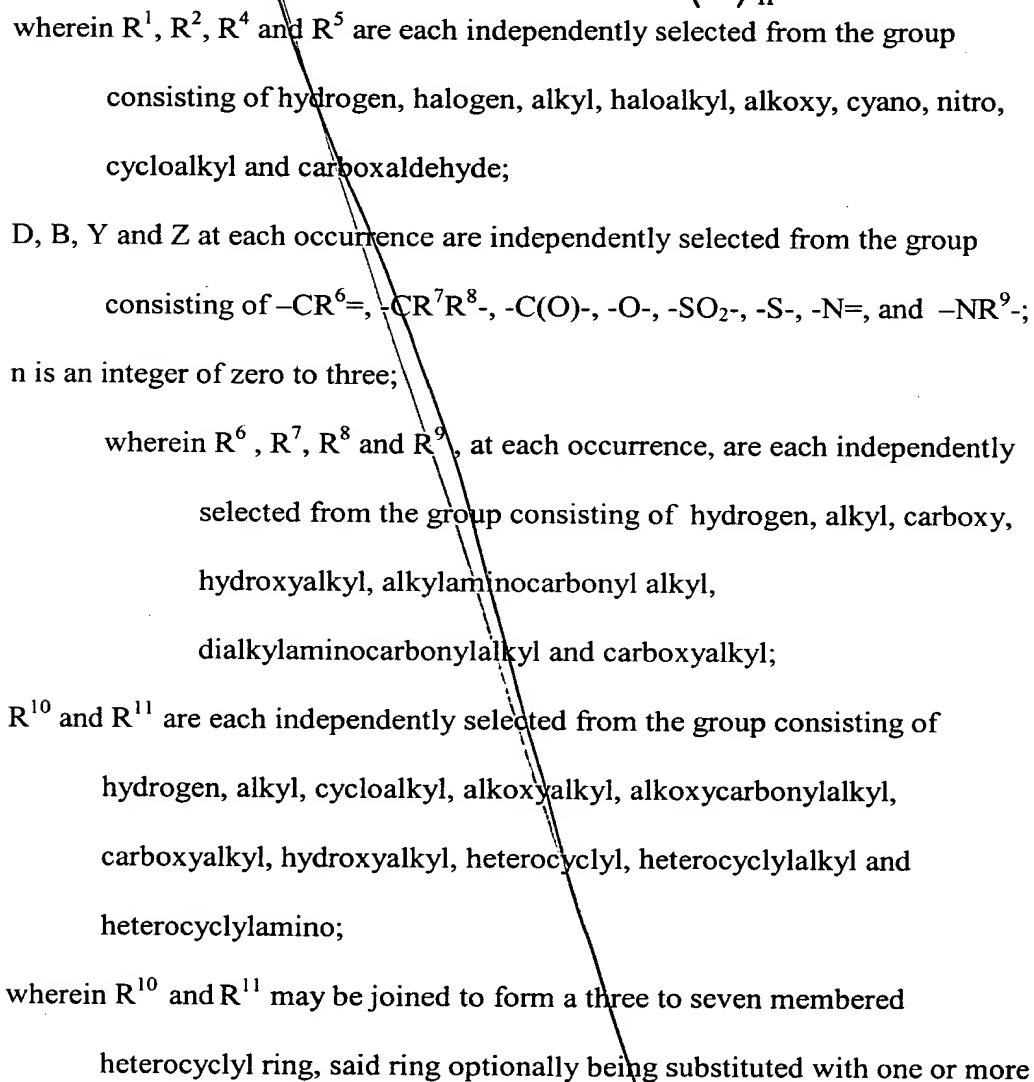 wherein R¹, R², R⁴ and R⁵ are each independently selected from the group
consisting of hydrogen, halogen, alkyl, haloalkyl, alkoxy, cyano, nitro,
cycloalkyl and carboxaldehyde;
D, B, Y and Z at each occurrence are independently selected from the group
consisting of –CR⁶=, -CR⁷R⁸-, -C(O)-, -O-, -SO₂-, -S-, -N=, and –NR⁹-;
n is an integer of zero to three;
wherein R⁶ , R⁷, R⁸ and R⁹, at each occurrence, are each independently
selected from the group consisting of hydrogen, alkyl, carboxy,
hydroxyalkyl, alkylaminocarbonyl alkyl,
dialkylaminocarbonylalkyl and carboxyalkyl;
R¹⁰ and R¹¹ are each independently selected from the group consisting of
hydrogen, alkyl, cycloalkyl, alkoxyalkyl, alkoxycarbonylalkyl,
carboxyalkyl, hydroxyalkyl, heterocyclyl, heterocyclylalkyl and
heterocyclylamino;
wherein R¹⁰ and R¹¹ may be joined to form a three to seven membered
heterocyclyl ring, said ring optionally being substituted with one or more